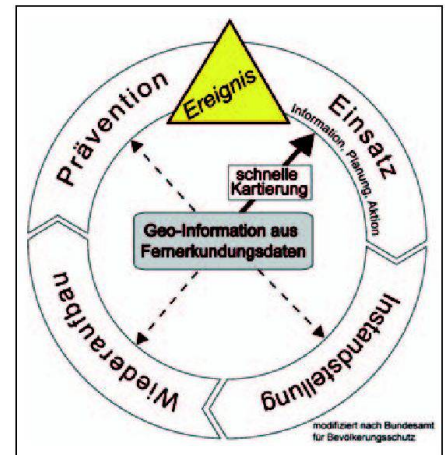 Ereignis
Prävention
Einsatz
Information, Planung, Aktion
schnelle
Kartierung
Geo-Information aus
Fernerkundungsdaten
Wiederaufbau
Instandstellung
modifiziert nach Bundesamt
für Bevölkerungsschutz